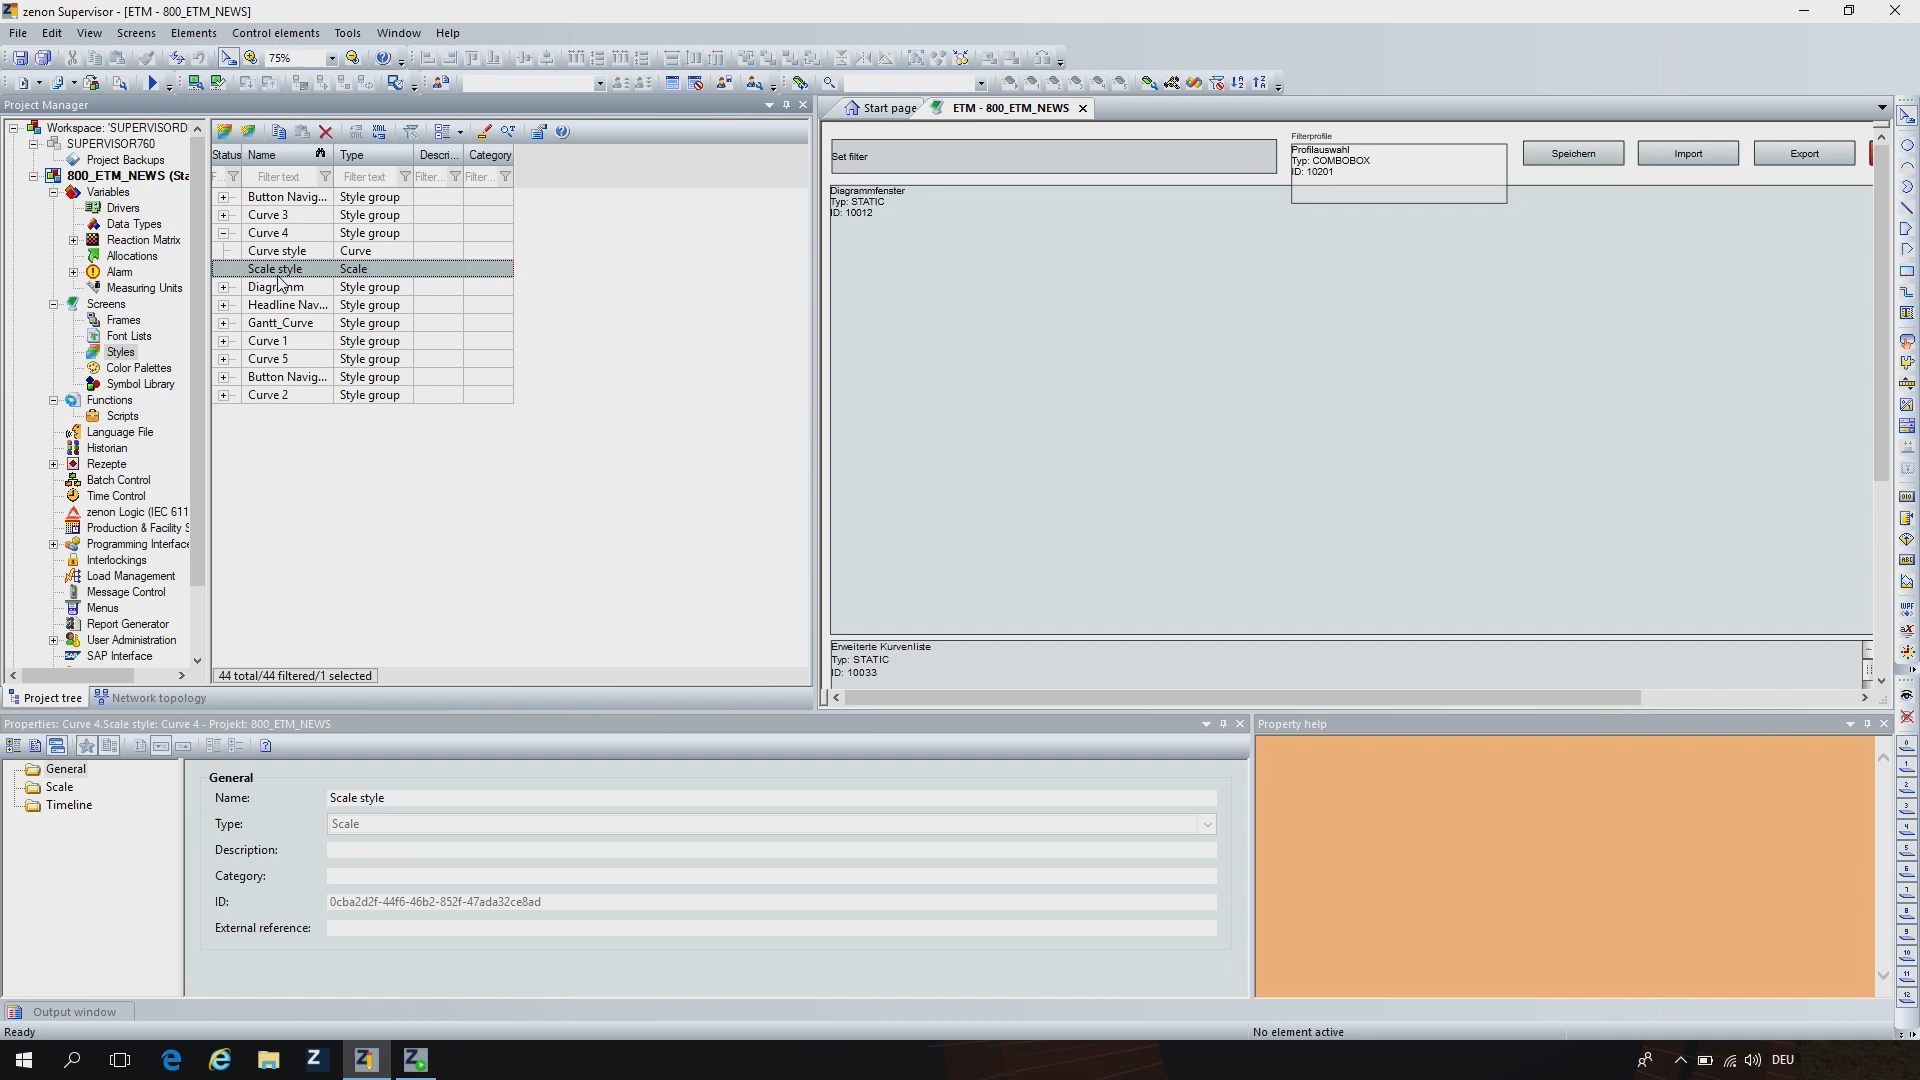 zenon Supervisor - [ETM - 800_ETM_NEWS]
File Edit View Screens Elements Control elements Tools Window Help
75%
Project Manager
Start page
ETM - 800_ETM_NEWS
Workspace: 'SUPERVISORD
SUPERVISOR760
Project Backups
800_ETM_NEWS (Sta
Variables
Drivers
Data Types
Reaction Matrix
Allocations
Alarm
Measuring Units
Screens
Frames
Font Lists
Styles
Color Palettes
Symbol Library
Functions
Scripts
Language File
Historian
Rezepte
Batch Control
Time Control
zenon Logic (IEC 611
Production & Facility S
Programming Interface
Interlockings
Load Management
Message Control
Menus
Report Generator
User Administration
SAP Interface
Project tree
Network topology
Status Name Type Descri... Category
F... Filter text Filter text Filter... Filter...
Button Navig... Style group
Curve 3 Style group
Curve 4 Style group
Curve style Curve
Scale style Scale
Diagramm Style group
Headline Nav... Style group
Gantt_Curve Style group
Curve 1 Style group
Curve 5 Style group
Button Navig... Style group
Curve 2 Style group
44 total/44 filtered/1 selected
Set filter
Filterprofile
Profilauswahl
Typ: COMBOBOX
ID: 10201
Speichern
Import
Export
Diagrammfenster
Typ: STATIC
ID: 10012
Erweiterte Kurvenliste
Typ: STATIC
ID: 10033
Properties: Curve 4.Scale style: Curve 4 - Projekt: 800_ETM_NEWS
General
Scale
Timeline
General
Name: Scale style
Type: Scale
Description:
Category:
ID: 0cba2d2f-44f6-46b2-852f-47ada32ce8ad
External reference:
Property help
Output window
Ready
No element active
DEU